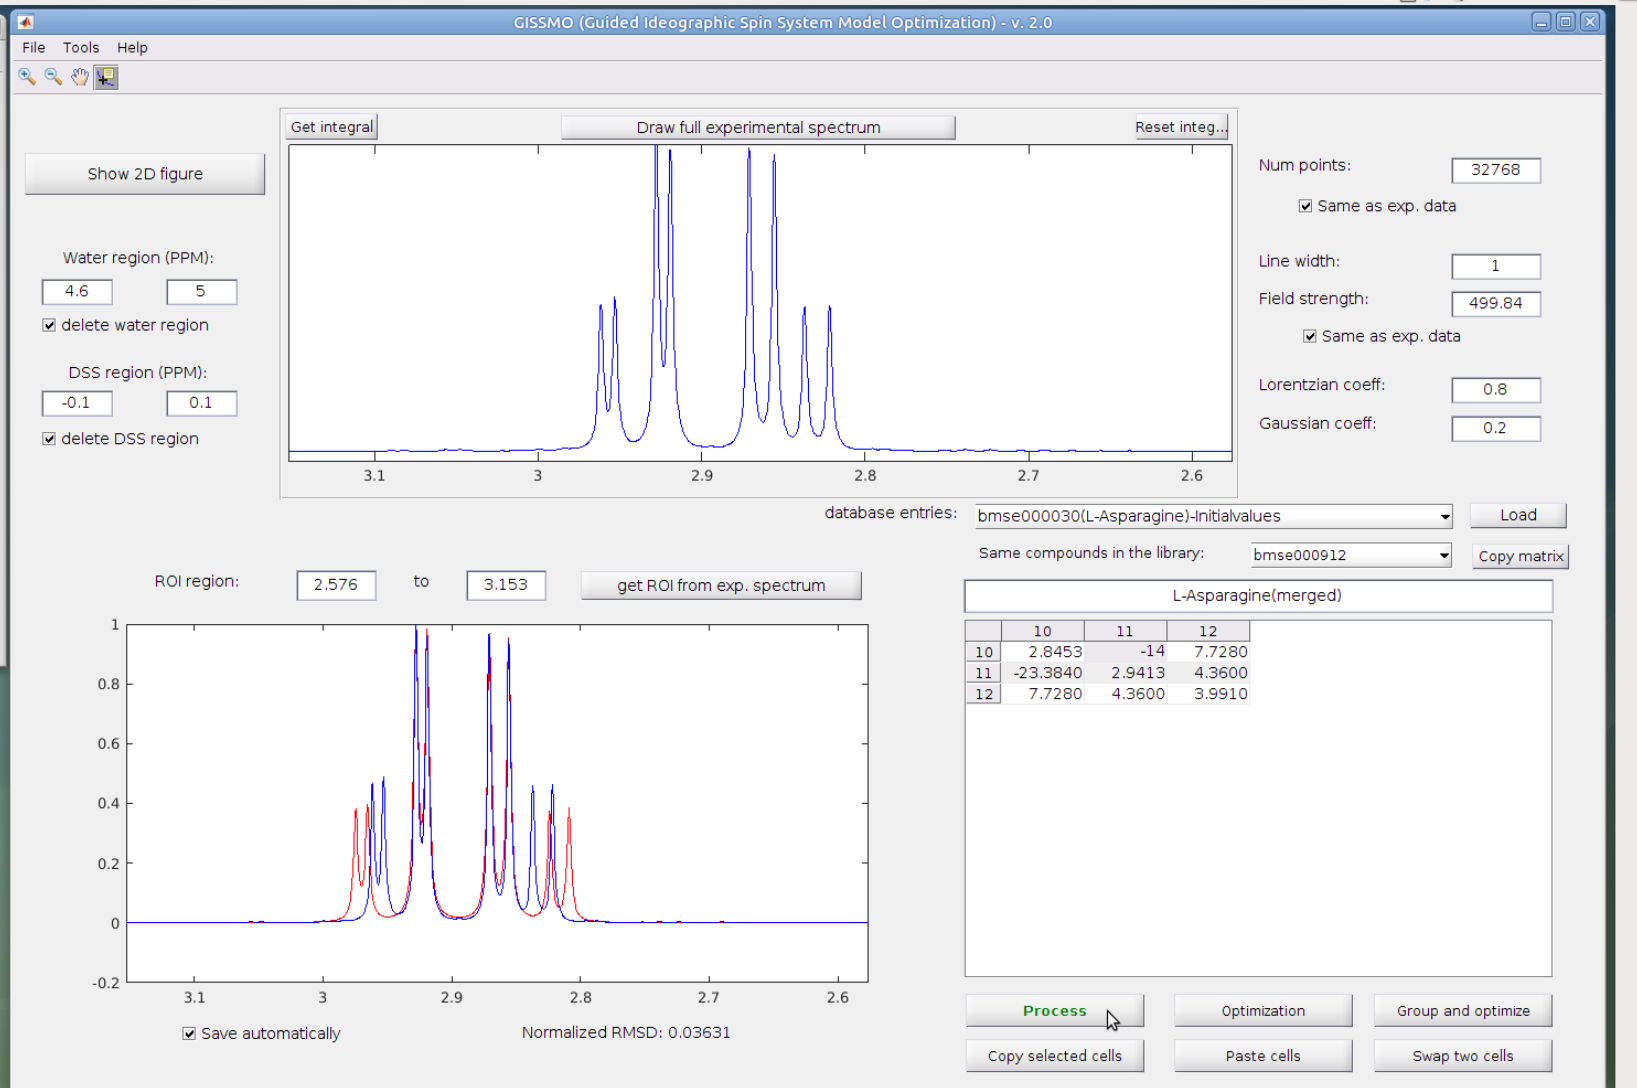 GISSMO (Guided Ideographic Spin System Model Optimization) - v. 2.0
File Tools Help
Get integral Draw full experimental spectrum Reset integ...
Show 2D figure
Num points: 32768
Same as exp. data
Water region (PPM):
4.6 5
delete water region
Line width: 1
Field strength: 499.84
Same as exp. data
DSS region (PPM):
-0.1 0.1
delete DSS region
Lorentzian coeff: 0.8
Gaussian coeff: 0.2
3.1 3 2.9 2.8 2.7 2.6
database entries: bmse000030(L-Asparagine)-Initialvalues Load
Same compounds in the library: bmse000912 Copy matrix
ROI region: 2.576 to 3.153 get ROI from exp. spectrum
L-Asparagine(merged)
10 11 12
10 2.8453 -14 7.7280
11 -23.3840 2.9413 4.3600
12 7.7280 4.3600 3.9910
1
0.8
0.6
0.4
0.2
0
-0.2
3.1 3 2.9 2.8 2.7 2.6
Save automatically Normalized RMSD: 0.03631
Process Optimization Group and optimize
Copy selected cells Paste cells Swap two cells